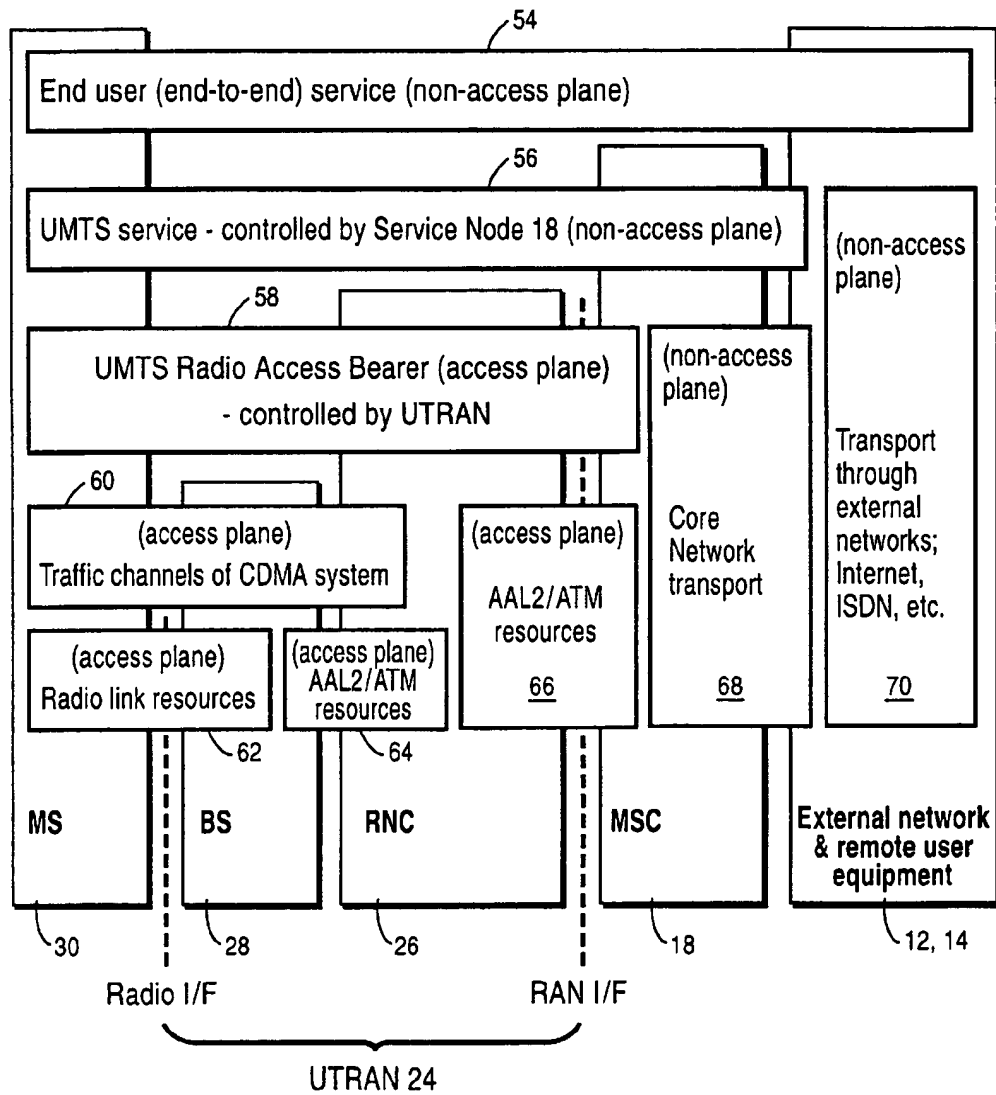 54
End user (end-to-end) service (non-access plane)
56
UMTS service - controlled by Service Node 18 (non-access plane)
(non-access
plane)
Transport
through
external
networks;
Internet,
ISDN, etc.
70
58
UMTS Radio Access Bearer (access plane)
- controlled by UTRAN
(non-access
plane)
Core
Network
transport
68
60
(access plane)
Traffic channels of CDMA system
(access plane)
AAL2/ATM
resources
66
(access plane)
Radio link resources
62
(access plane)
AAL2/ATM
resources
64
MS
BS
RNC
MSC
External network
& remote user
equipment
30
28
26
18
12, 14
Radio I/F
RAN I/F
UTRAN 24